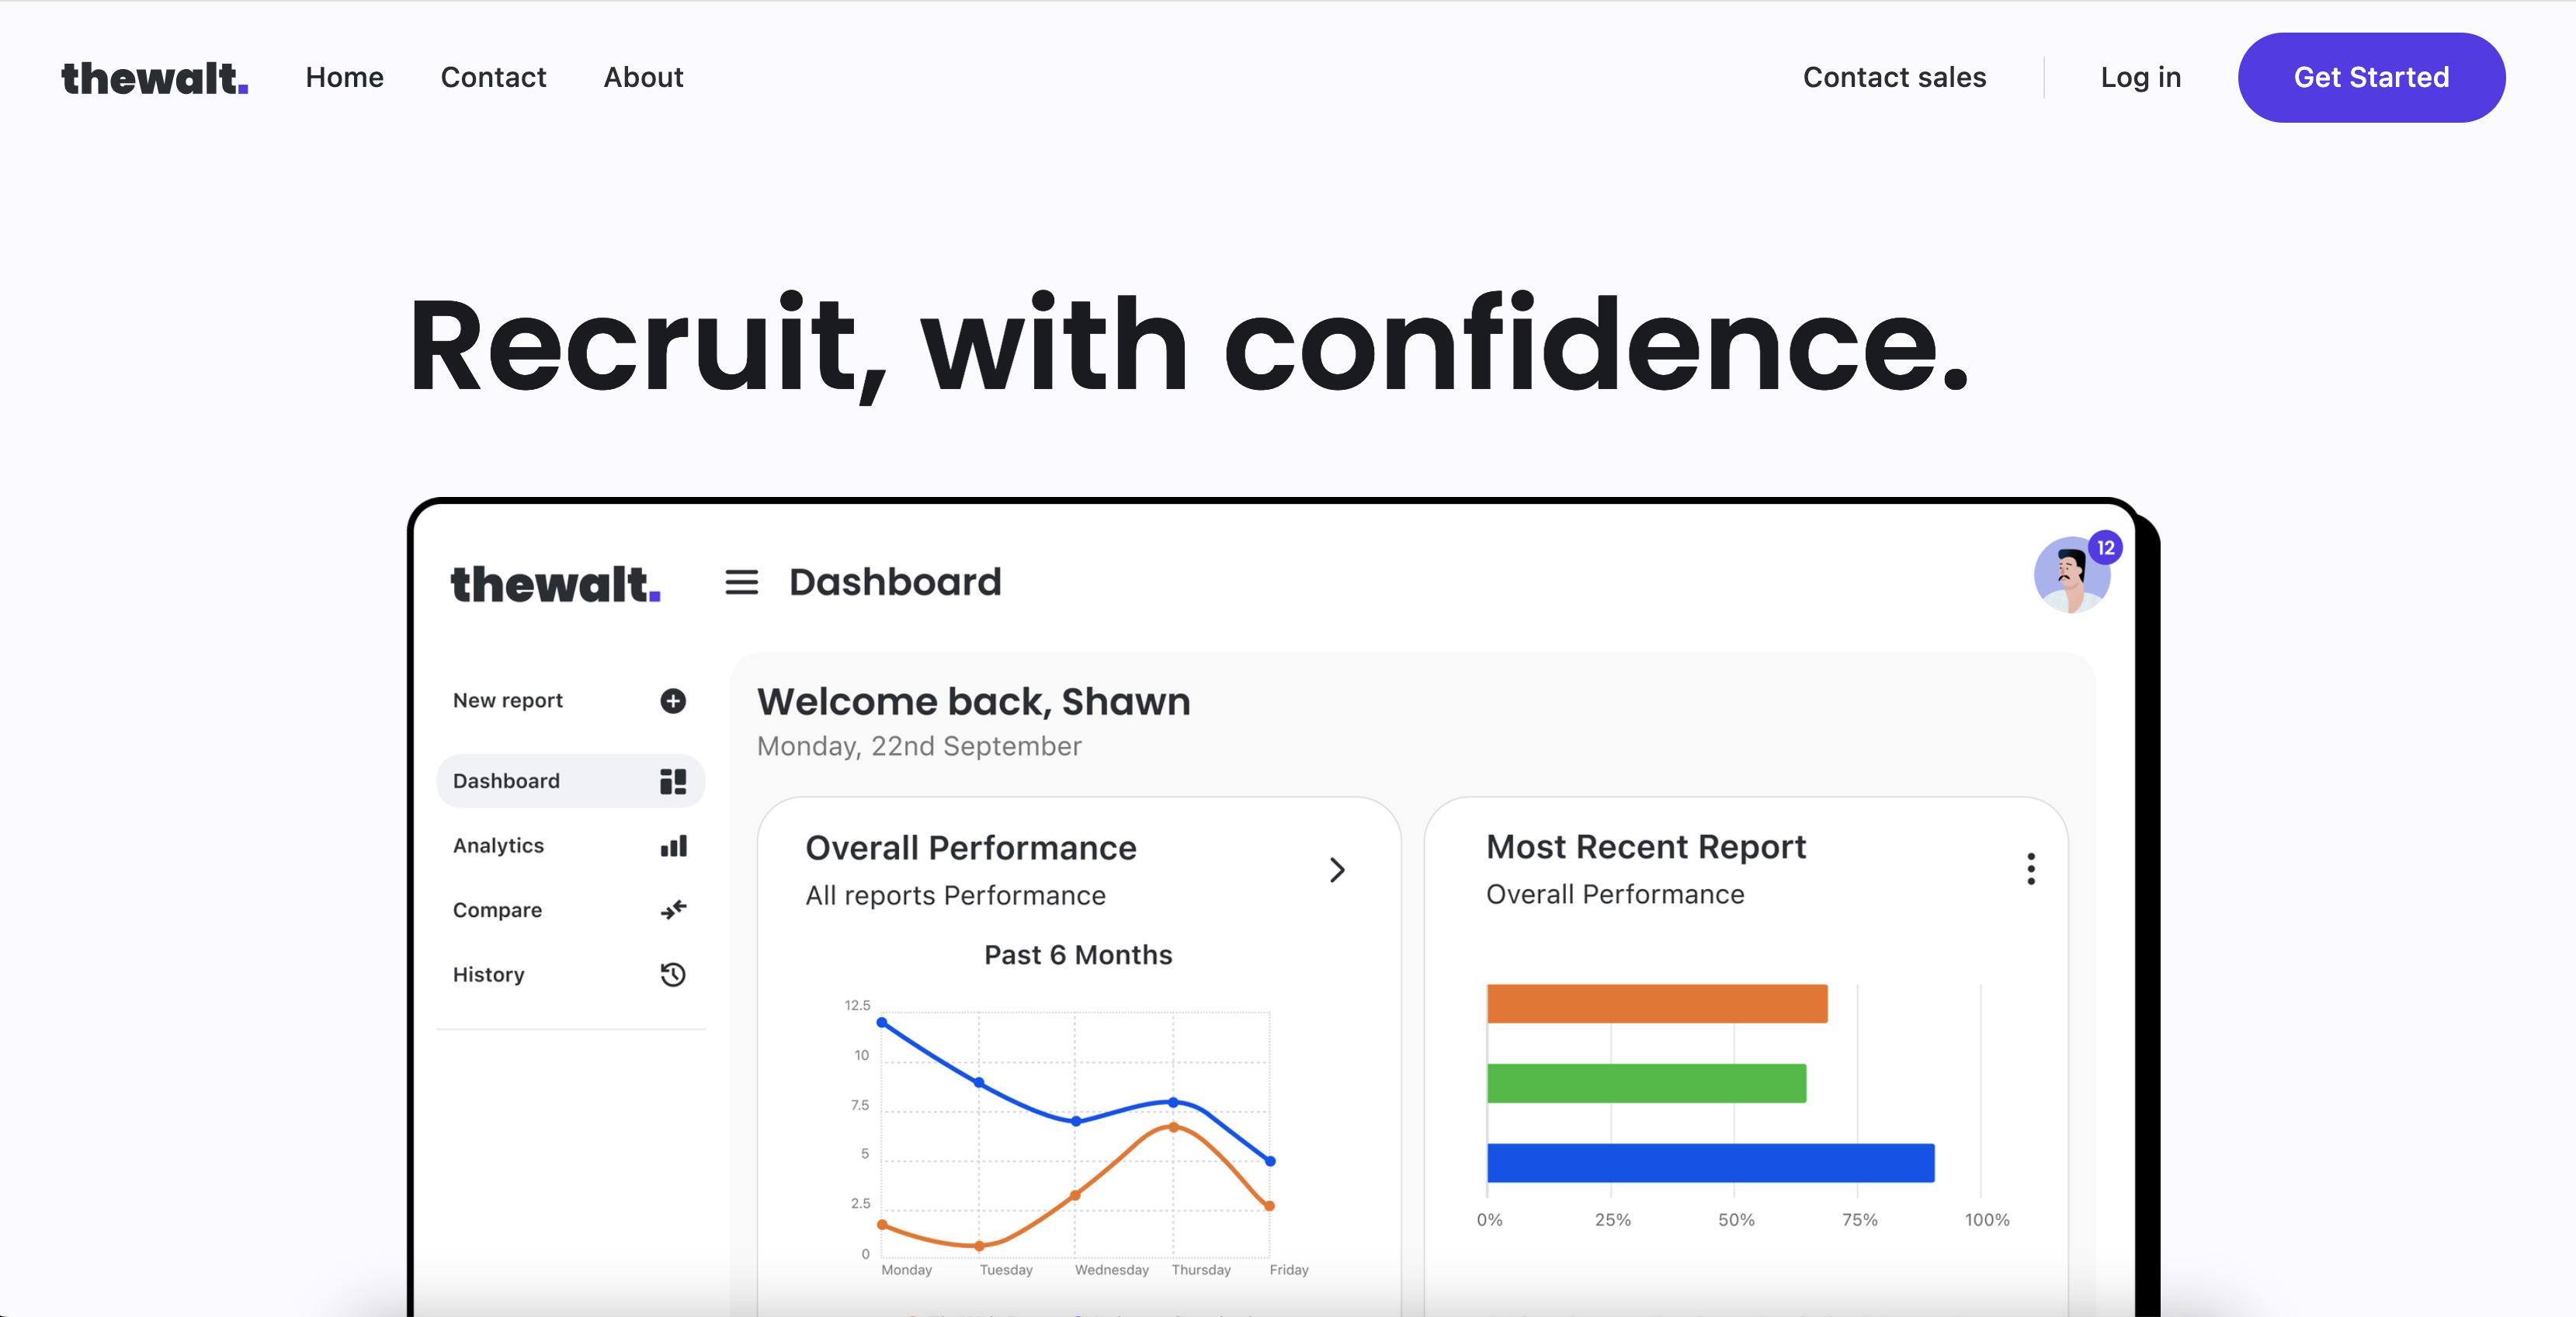 thewalt.
Home
Contact
About
Contact sales
Log in
Get Started
Recruit, with confidence.
thewalt.
Dashboard
12
New report
Dashboard
Analytics
Compare
History
Welcome back, Shawn
Monday, 22nd September
Overall Performance
All reports Performance
Past 6 Months
12.5
10
7.5
5
2.5
0
Monday
Tuesday
Wednesday
Thursday
Friday
Most Recent Report
Overall Performance
0%
25%
50%
75%
100%